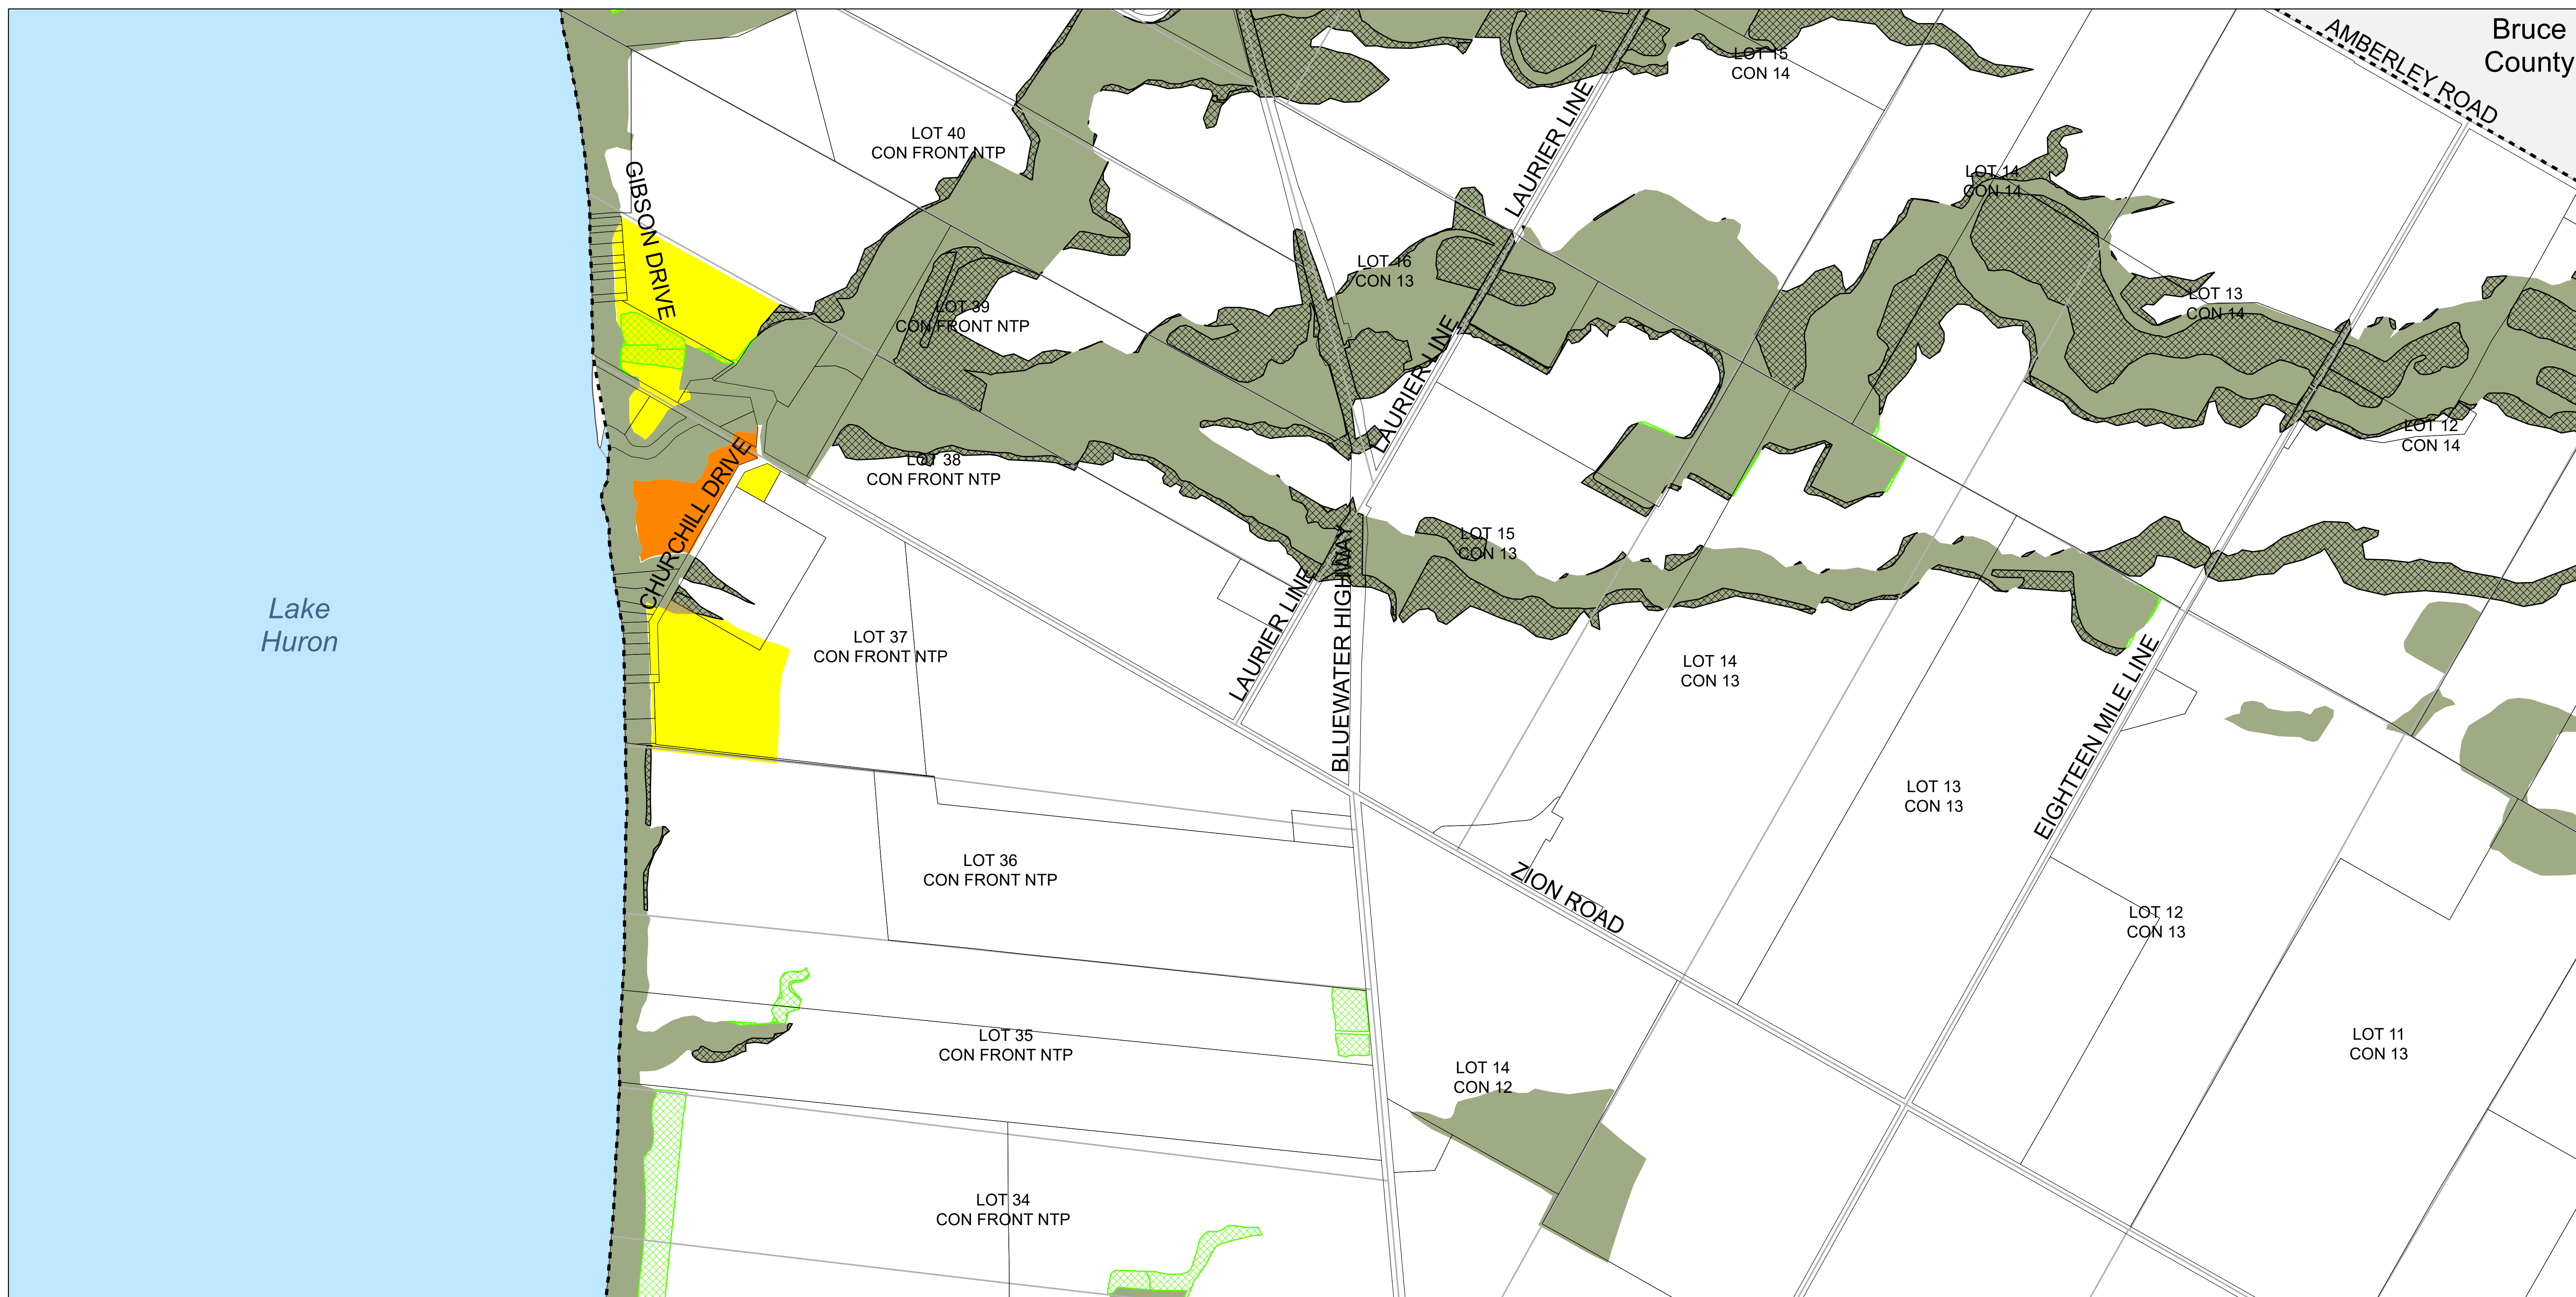 Bruce
County
AMBERLEY ROAD
LOT 15
CON 14
LAURIER LINE
LOT 40
CON FRONT NTP
LOT 14
CON 14
GIBSON DRIVE
LOT 16
CON 13
LOT 13
CON 14
LOT 39
CON FRONT NTP
LAURIER LINE
LOT 12
CON 14
LOT 38
CON FRONT NTP
CHURCHILL DRIVE
LOT 15
CON 13
Lake
Huron
LAURIER LINE
BLUEWATER HIGHWAY
LOT 37
CON FRONT NTP
LOT 14
CON 13
EIGHTEEN MILE LINE
LOT 13
CON 13
LOT 36
CON FRONT NTP
ZION ROAD
LOT 12
CON 13
LOT 35
CON FRONT NTP
LOT 11
CON 13
LOT 14
CON 12
LOT 34
CON FRONT NTP